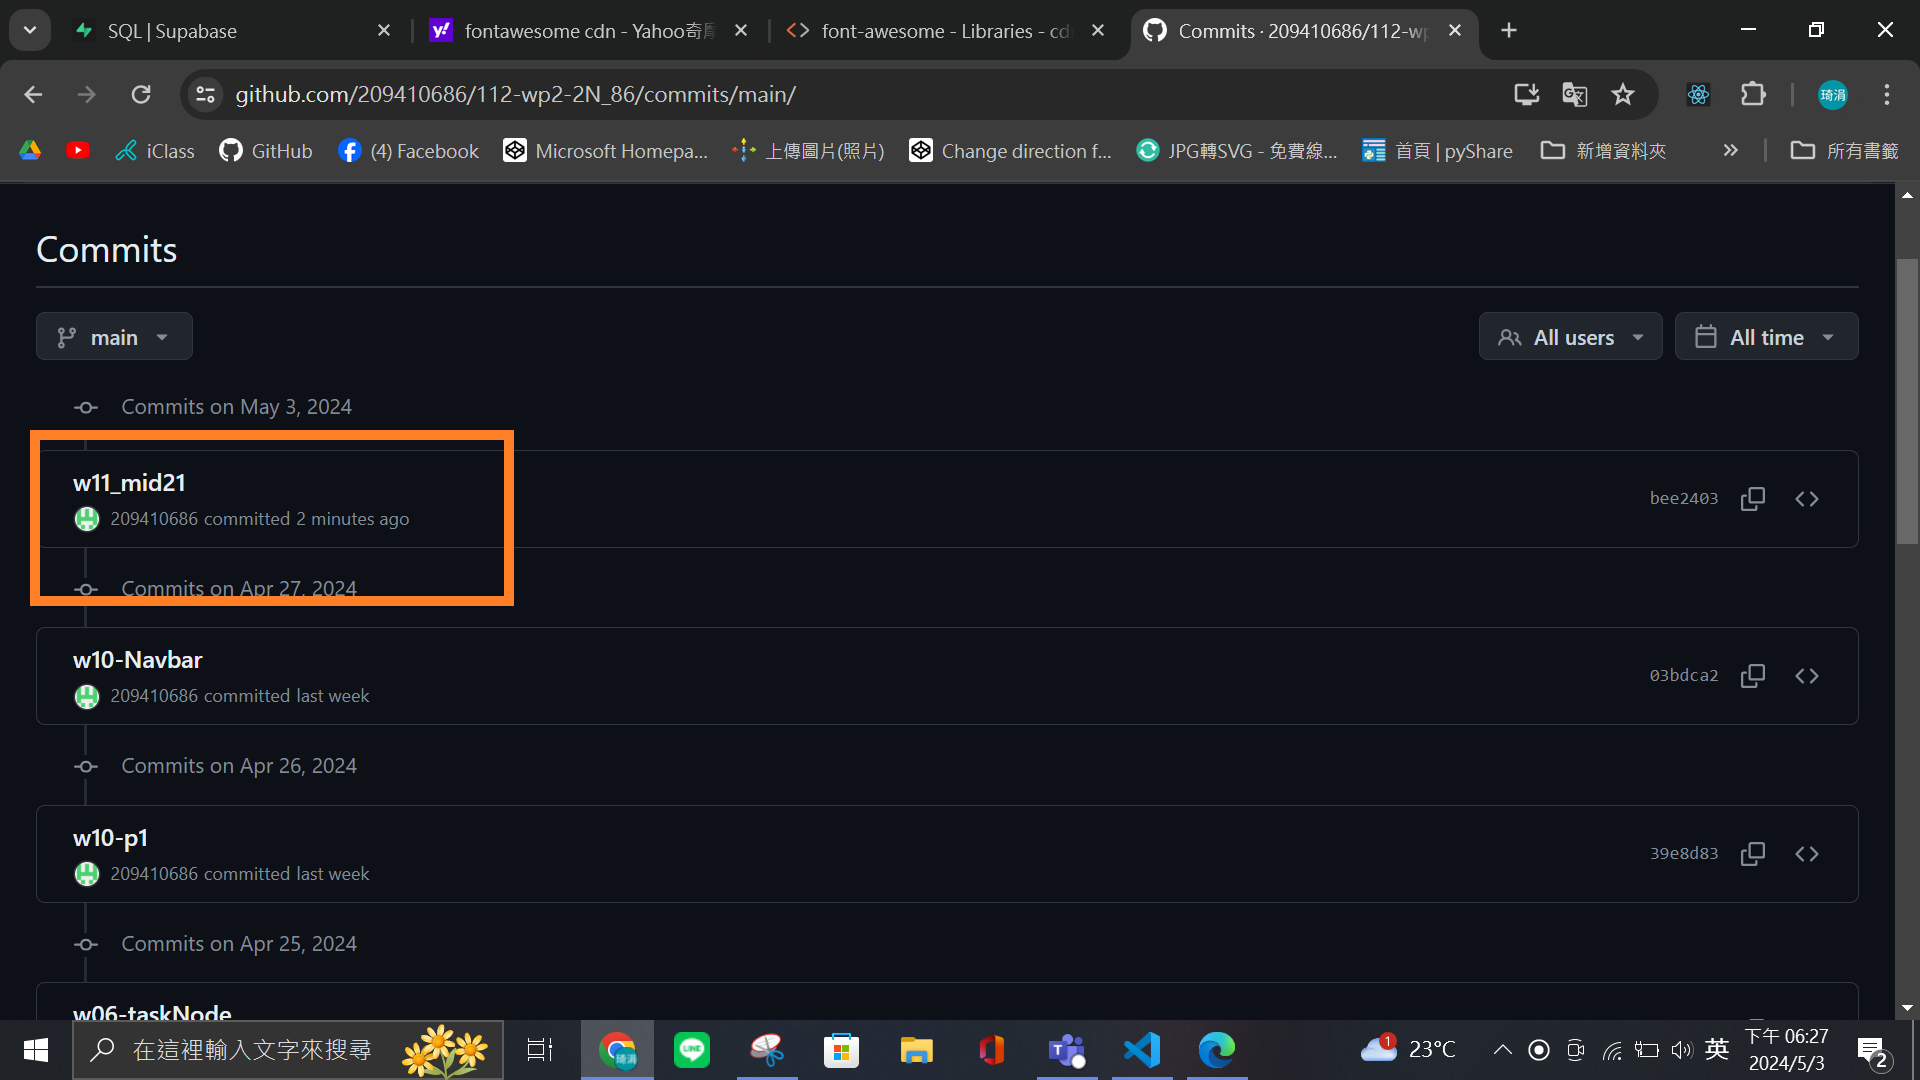 SQL | Supabase
fontawesome cdn - Yahoo奇
font-awesome - Libraries - cd
Commits · 209410686/112-wp
github.com/209410686/112-wp2-2N_86/commits/main/
琦涓
iClass
GitHub
(4) Facebook
Microsoft Homepa...
上傳圖片(照片)
Change direction f...
JPG轉SVG - 免費線...
首頁 | pyShare
新增資料夾
所有書籤
Commits
main
All users
All time
Commits on May 3, 2024
w11_mid21
209410686 committed 2 minutes ago
bee2403
Commits on Apr 27, 2024
w10-Navbar
209410686 committed last week
03bdca2
Commits on Apr 26, 2024
w10-p1
209410686 committed last week
39e8d83
Commits on Apr 25, 2024
w06-taskNode
在這裡輸入文字來搜尋
琦涓
LINE
1
23°C
英
下午 06:27
2024/5/3
2